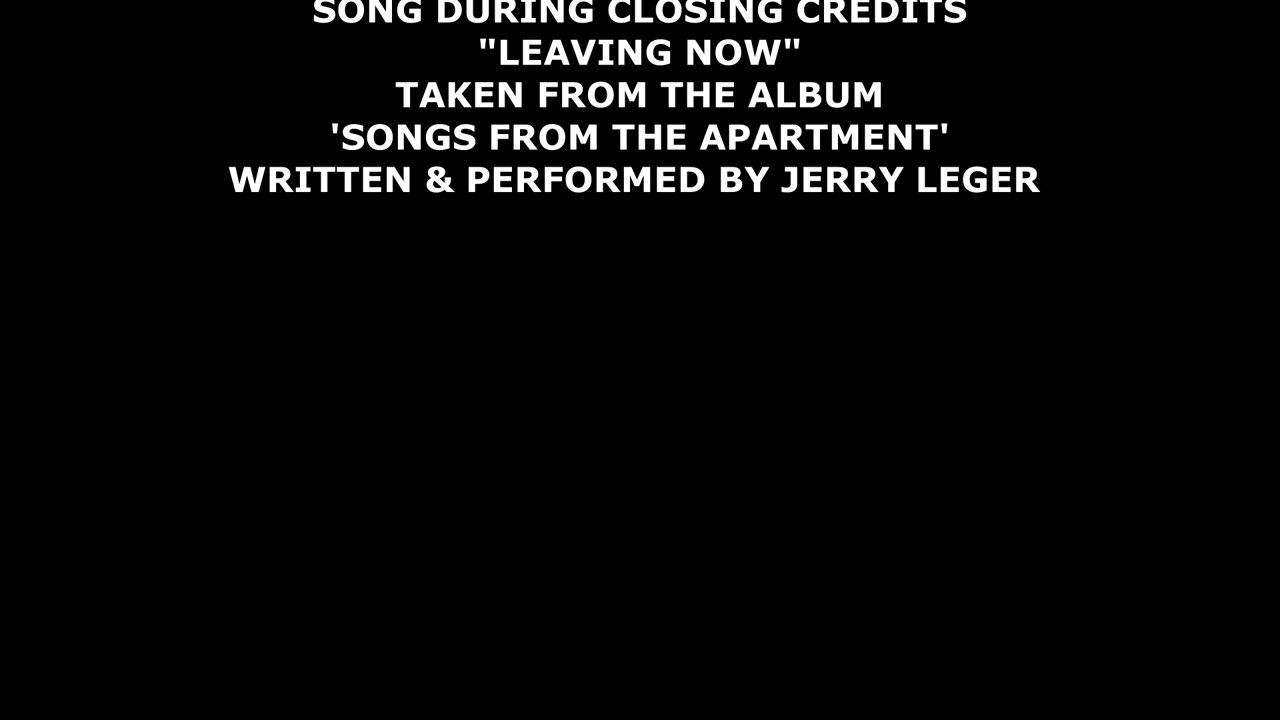 SONG DURING CLOSING CREDITS
"LEAVING NOW"
TAKEN FROM THE ALBUM
'SONGS FROM THE APARTMENT'
WRITTEN & PERFORMED BY JERRY LEGER